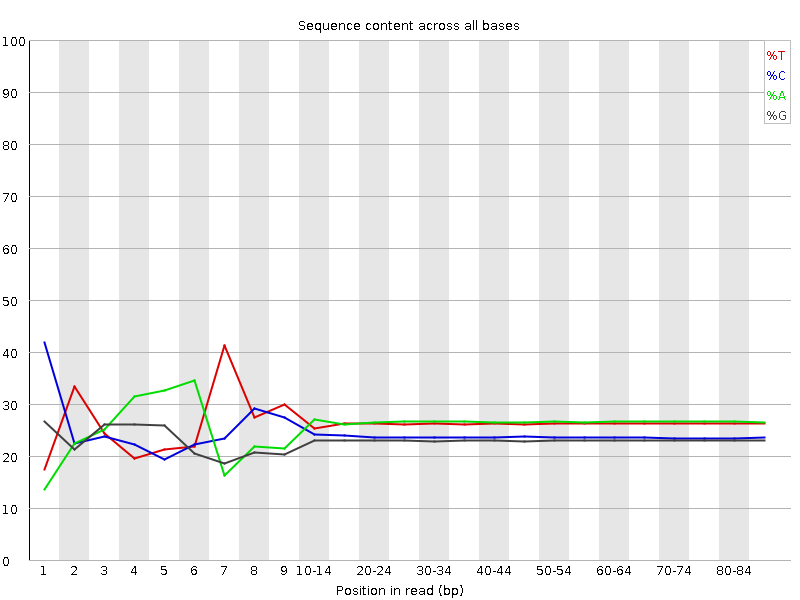 Sequence content across all bases
100
90
80
70
60
50
40
30
20
10
0
%T
%C
%A
%G
1 2 3 4 5 6 7 8 9 10-14 20-24 30-34 40-44 50-54 60-64 70-74 80-84
Position in read (bp)